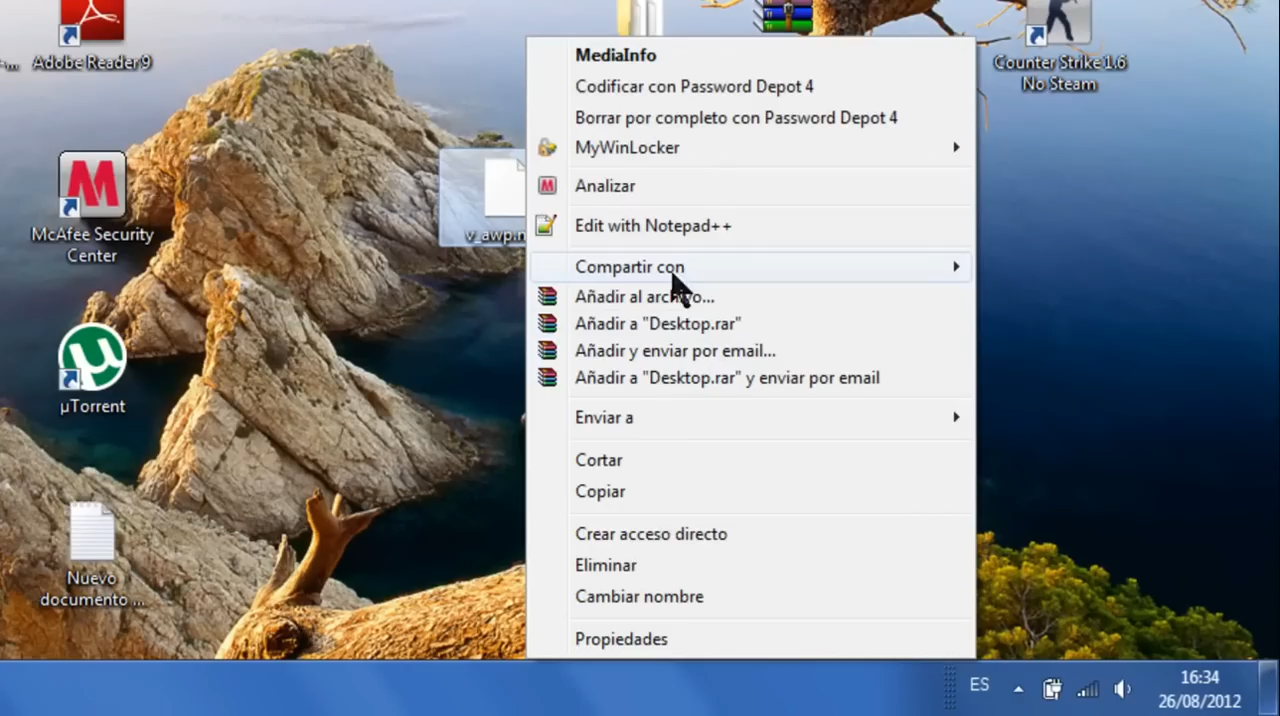 Adobe Reader 9
McAfee Security
Center
µTorrent
Nuevo
documento ...
v_awp.
Counter Strike 1.6
No Steam
MediaInfo
Codificar con Password Depot 4
Borrar por completo con Password Depot 4
MyWinLocker
Analizar
Edit with Notepad++
Compartir con
Añadir al archivo...
Añadir a "Desktop.rar"
Añadir y enviar por email...
Añadir a "Desktop.rar" y enviar por email
Enviar a
Cortar
Copiar
Crear acceso directo
Eliminar
Cambiar nombre
Propiedades
ES
16:34
26/08/2012